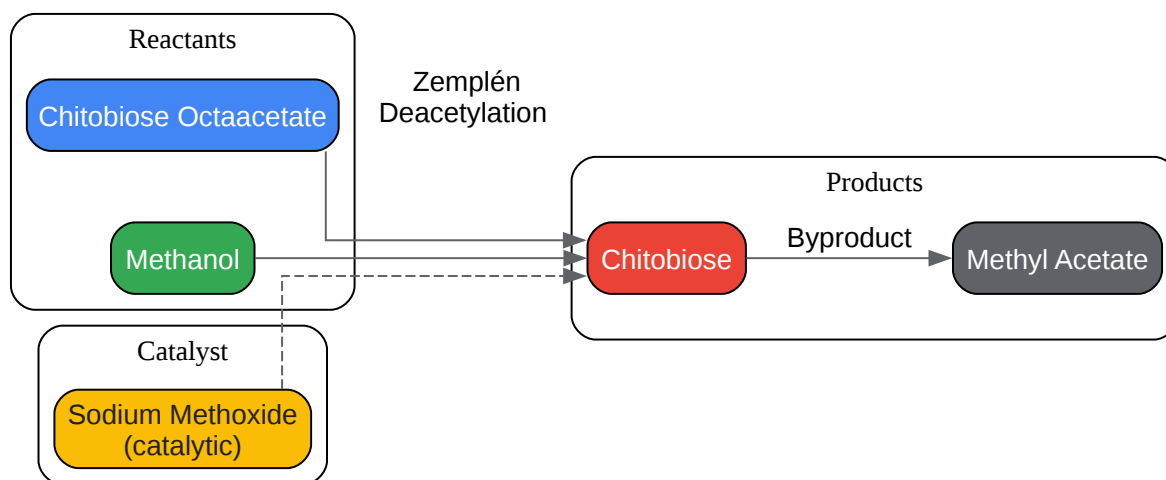 Reactants
Chitobiose Octaacetate
Zemplén
Deacetylation
Methanol
Products
Chitobiose
Byproduct
Methyl Acetate
Catalyst
Sodium Methoxide
(catalytic)